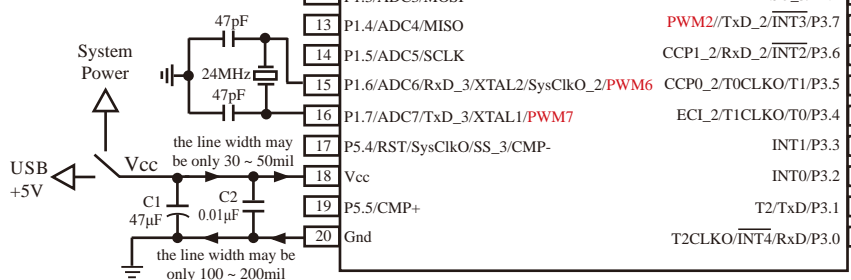 47pF
13 P1.4/ADC4/MISO PWM2//TxD_2/INT3/P3.7
System
Power
14 P1.5/ADC5/SCLK CCP1_2/RxD_2/INT2/P3.6
24MHz
15 P1.6/ADC6/RxD_3/XTAL2/SysClkO_2/PWM6 CCP0_2/T0CLKO/T1/P3.5
47pF
16 P1.7/ADC7/TxD_3/XTAL1/PWM7 ECI_2/T1CLKO/T0/P3.4
the line width may
be only 30 ~ 50mil
17 P5.4/RST/SysClkO/SS_3/CMP- INT1/P3.3
USB
+5V
Vcc
18 Vcc INT0/P3.2
C1
47μF
C2
0.01μF
19 P5.5/CMP+ T2/TxD/P3.1
20 Gnd T2CLKO/INT4/RxD/P3.0
the line width may be
only 100 ~ 200mil